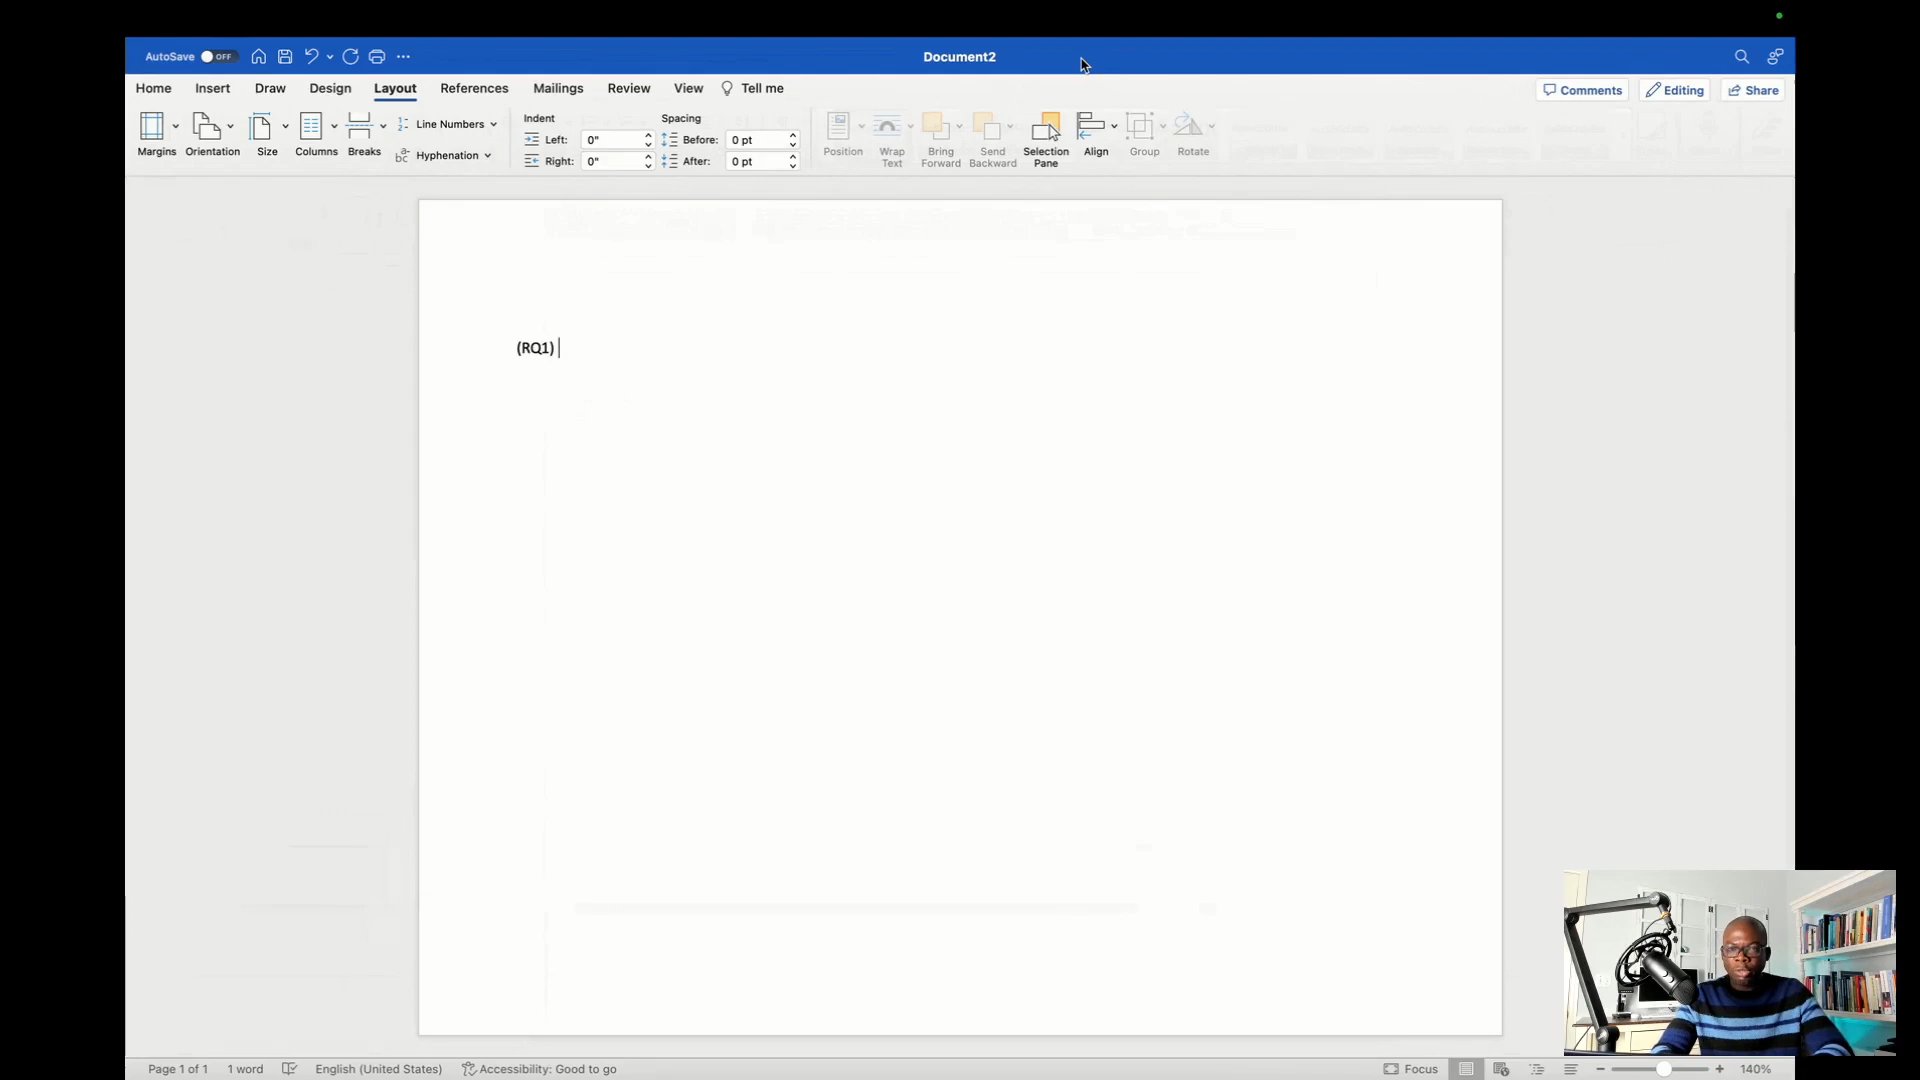 AutoSave OFF
Document2
Home Insert Draw Design Layout References Mailings Review View Tell me
Comments Editing Share
Margins Orientation Size Columns Breaks
Line Numbers
Hyphenation
Indent
Left: 0"
Right: 0"
Spacing
Before: 0 pt
After: 0 pt
Position Wrap Text Bring Forward Send Backward Selection Pane Align Group Rotate
(RQ1)
Page 1 of 1 1 word English (United States) Accessibility: Good to go
Focus 140%